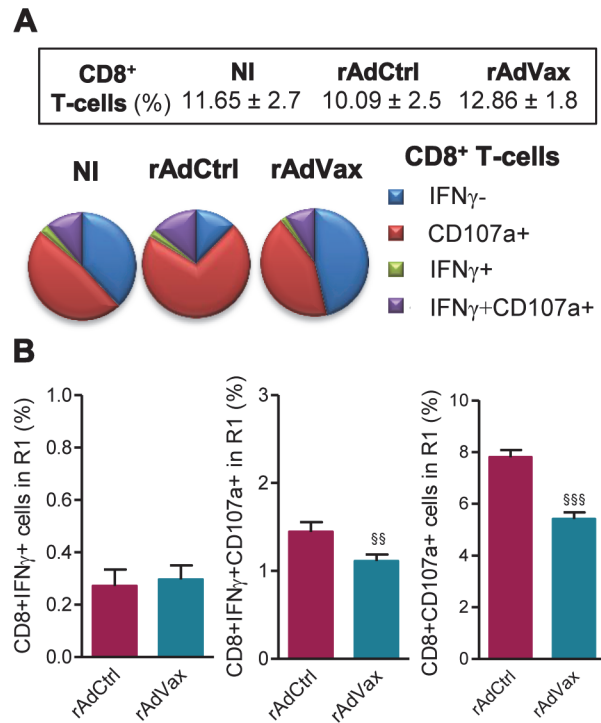 A
CD8+ NI rAdCtrl rAdVax
T-cells (%) 11.65 ± 2.7 10.09 ± 2.5 12.86 ± 1.8
NI rAdCtrl rAdVax
CD8+ T-cells
IFNγ-
CD107a+
IFNγ+
IFNγ+CD107a+
B
CD8+IFNγ+ cells in R1 (%)
1.0
0.8
0.6
0.4
0.2
0.0
rAdCtrl
rAdVax
CD8+IFNγ+CD107a+ in R1 (%)
3
2
1
0
§§
rAdCtrl
rAdVax
CD8+CD107a+ cells in R1 (%)
10
8
6
4
2
0
§§§
rAdCtrl
rAdVax